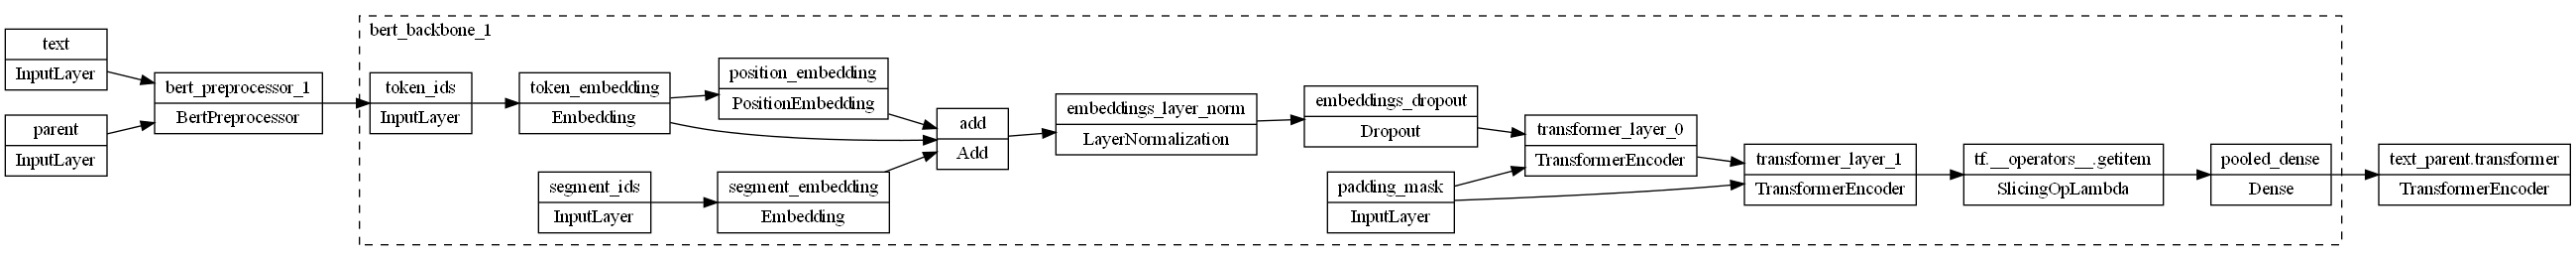 text
InputLayer
parent
InputLayer
bert_preprocessor_1
BertPreprocessor
bert_backbone_1
token_ids
InputLayer
token_embedding
Embedding
position_embedding
PositionEmbedding
segment_ids
InputLayer
segment_embedding
Embedding
add
Add
embeddings_layer_norm
LayerNormalization
embeddings_dropout
Dropout
padding_mask
InputLayer
transformer_layer_0
TransformerEncoder
transformer_layer_1
TransformerEncoder
tf.__operators__.getitem
SlicingOpLambda
pooled_dense
Dense
text_parent.transformer
TransformerEncoder